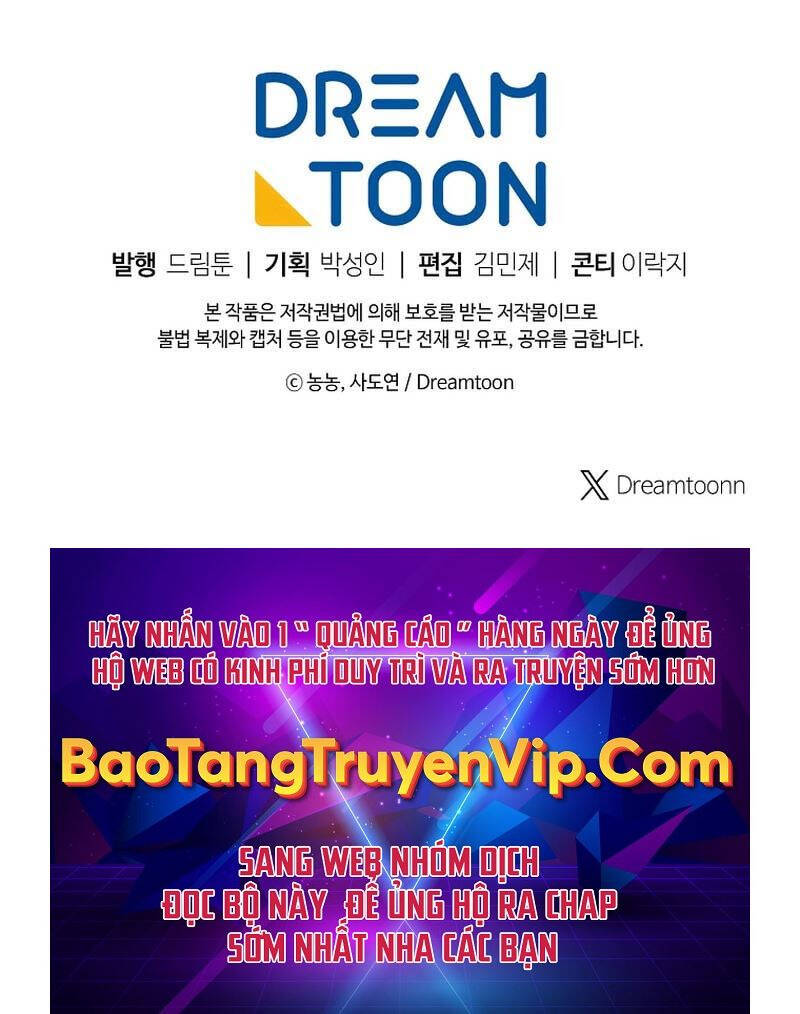 DREAM
TOON
발행 드림툰 | 기획 박성인 | 편집 김민제 | 콘티 이락지
본 작품은 저작권법에 의해 보호를 받는 저작물이므로
불법 복제와 캡처 등을 이용한 무단 전재 및 유포, 공유를 금합니다.
ⓒ 농농, 사도연 / Dreamtoon
X Dreamtoonn
HÃY NHẤN VÀO 1 “ QUẢNG CÁO ” HÀNG NGÀY ĐỂ ỦNG
HỘ WEB CÓ KINH PHÍ DUY TRÌ VÀ RA TRUYỆN SỚM HƠN
BaoTangTruyenVip.Com
SANG WEB NHÓM DỊCH
ĐỌC BỘ NÀY ĐỂ ỦNG HỘ RA CHAP
SỚM NHẤT NHA CÁC BẠN